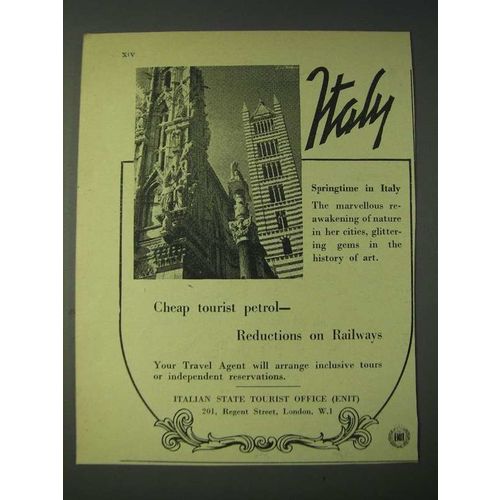 XIV
Italy
Springtime in Italy
The marvellous re-
awakening of nature
in her cities, glitter-
ing gems in the
history of art.
Cheap tourist petrol—
Reductions on Railways
Your Travel Agent will arrange inclusive tours
or independent reservations.
ITALIAN STATE TOURIST OFFICE (ENIT)
201, Regent Street, London, W.1
ENIT